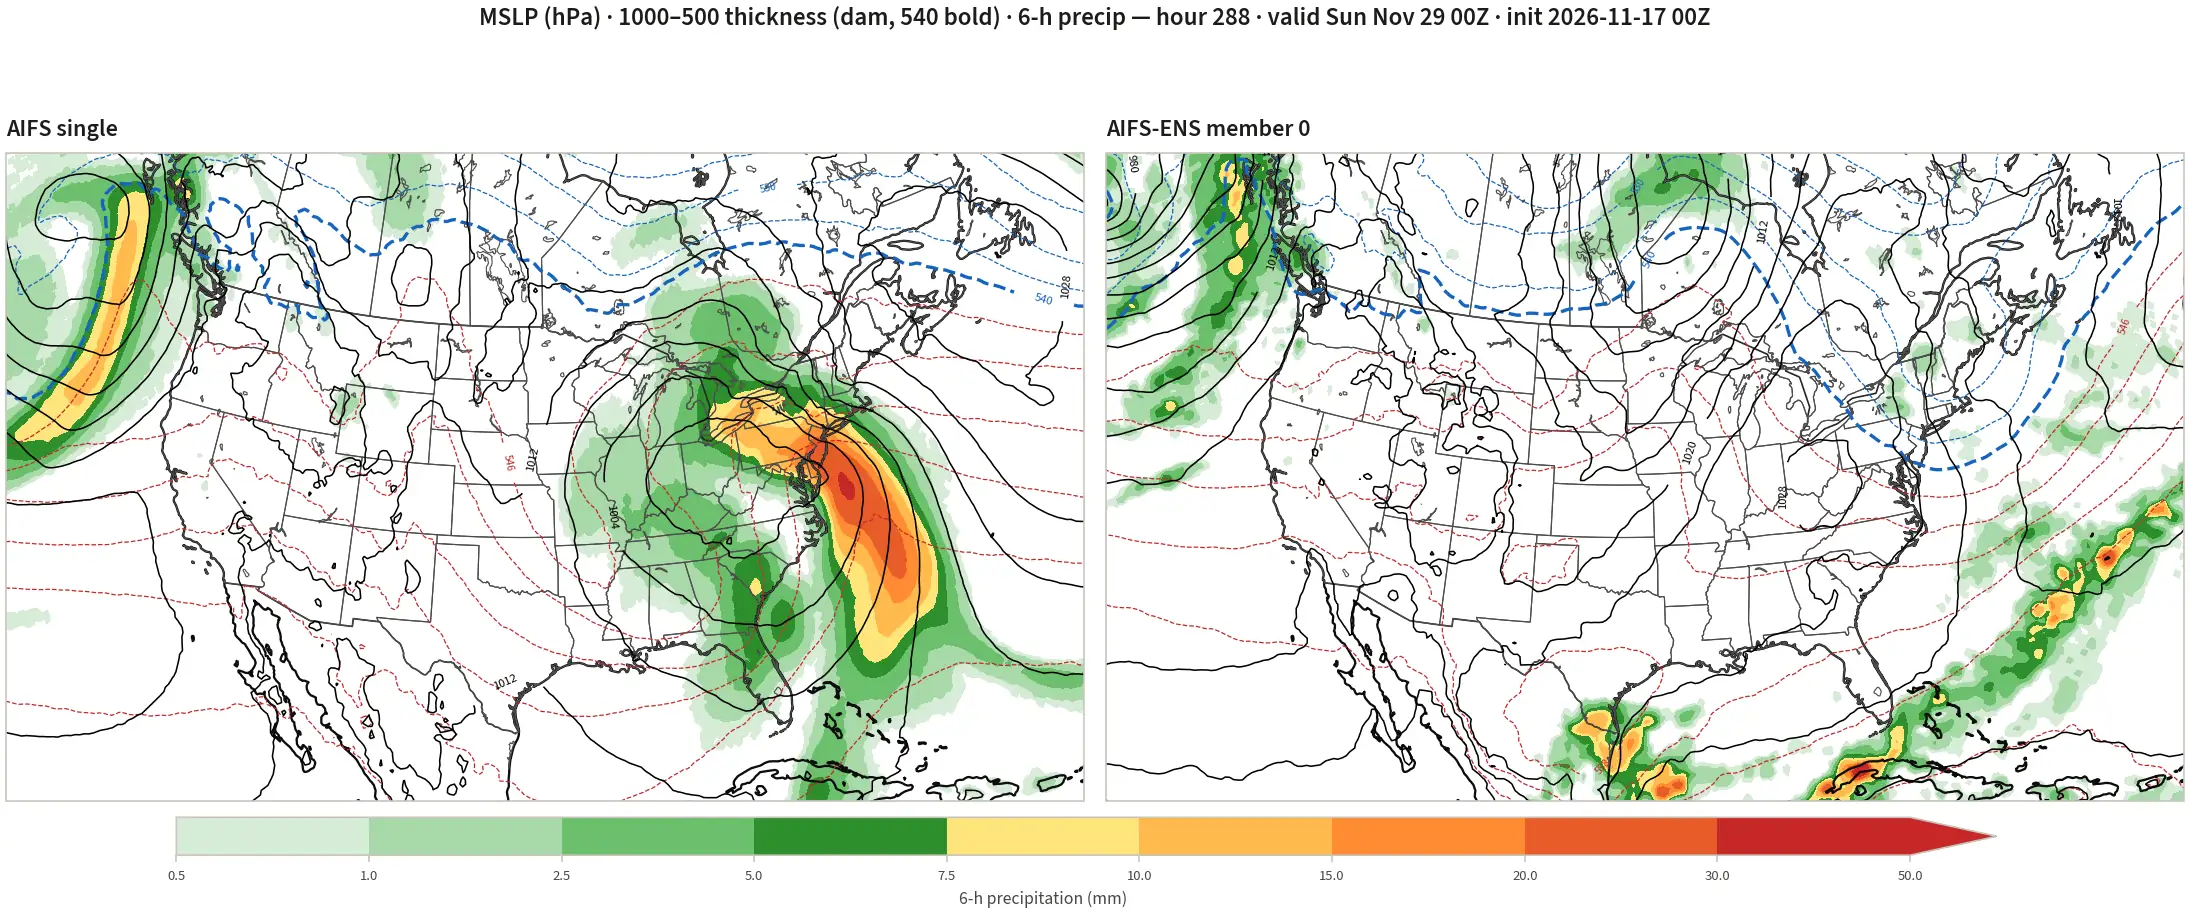 MSLP (hPa) · 1000–500 thickness (dam, 540 bold) · 6-h precip — hour 288 · valid Sun Nov 29 00Z · init 2026-11-17 00Z
AIFS single
AIFS-ENS member 0
540
1028
546
1012
1004
1012
980
1012
540
546
1020
1028
0.5 1.0 2.5 5.0 7.5 10.0 15.0 20.0 30.0 50.0
6-h precipitation (mm)